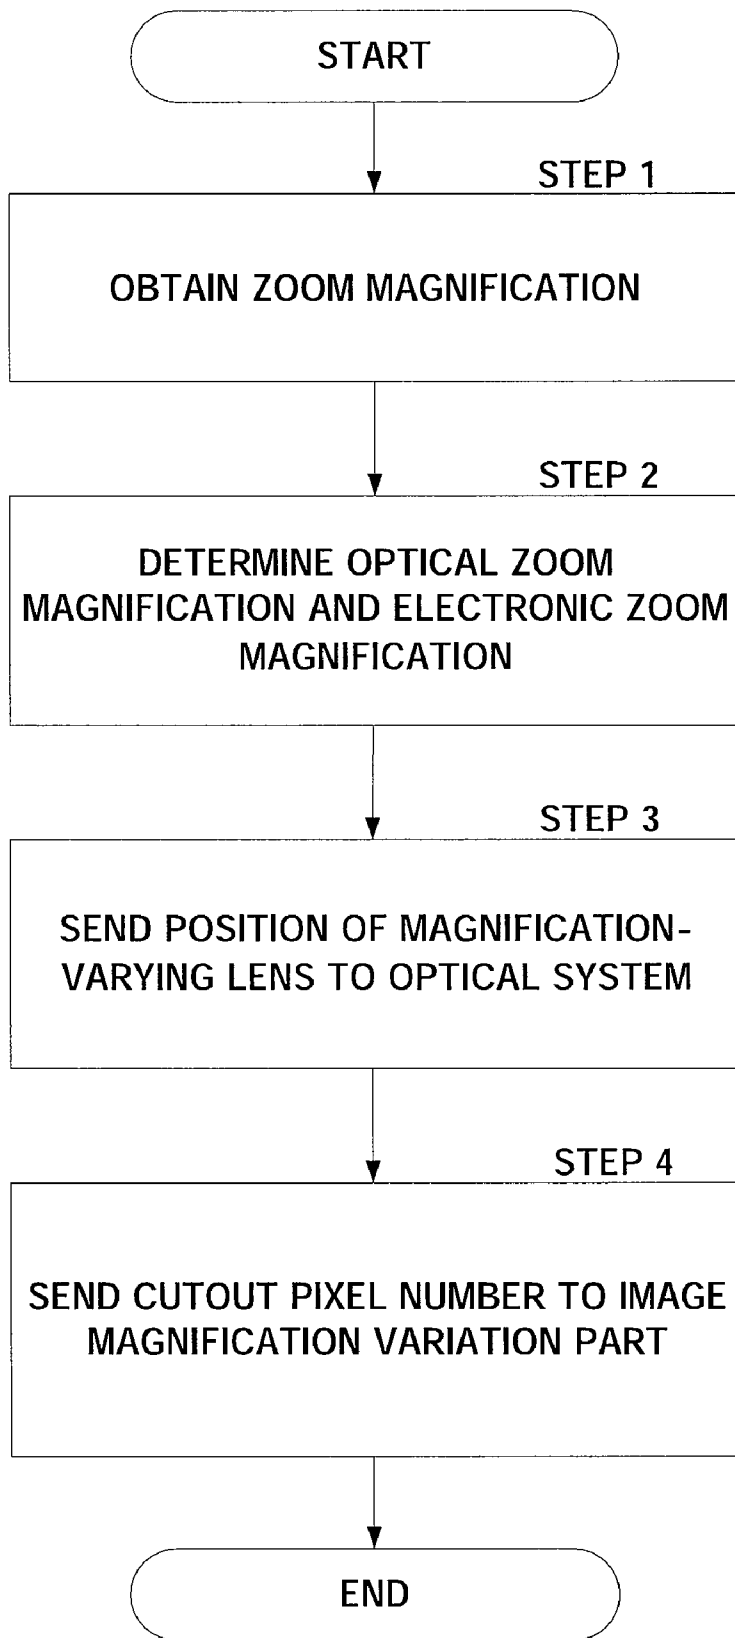 START
STEP 1
OBTAIN ZOOM MAGNIFICATION
STEP 2
DETERMINE OPTICAL ZOOM
MAGNIFICATION AND ELECTRONIC ZOOM
MAGNIFICATION
STEP 3
SEND POSITION OF MAGNIFICATION-
VARYING LENS TO OPTICAL SYSTEM
STEP 4
SEND CUTOUT PIXEL NUMBER TO IMAGE
MAGNIFICATION VARIATION PART
END